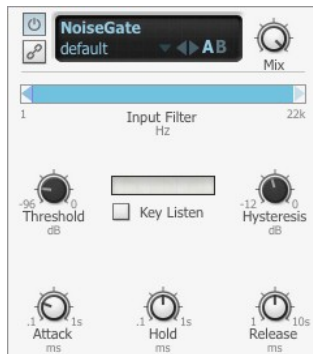 NoiseGate
default
AB
Mix
1
22k
Input Filter
Hz
-96
0
Threshold
dB
Key Listen
-12
0
Hysteresis
dB
.1
1s
Attack
ms
.1
1s
Hold
ms
1
10s
Release
ms